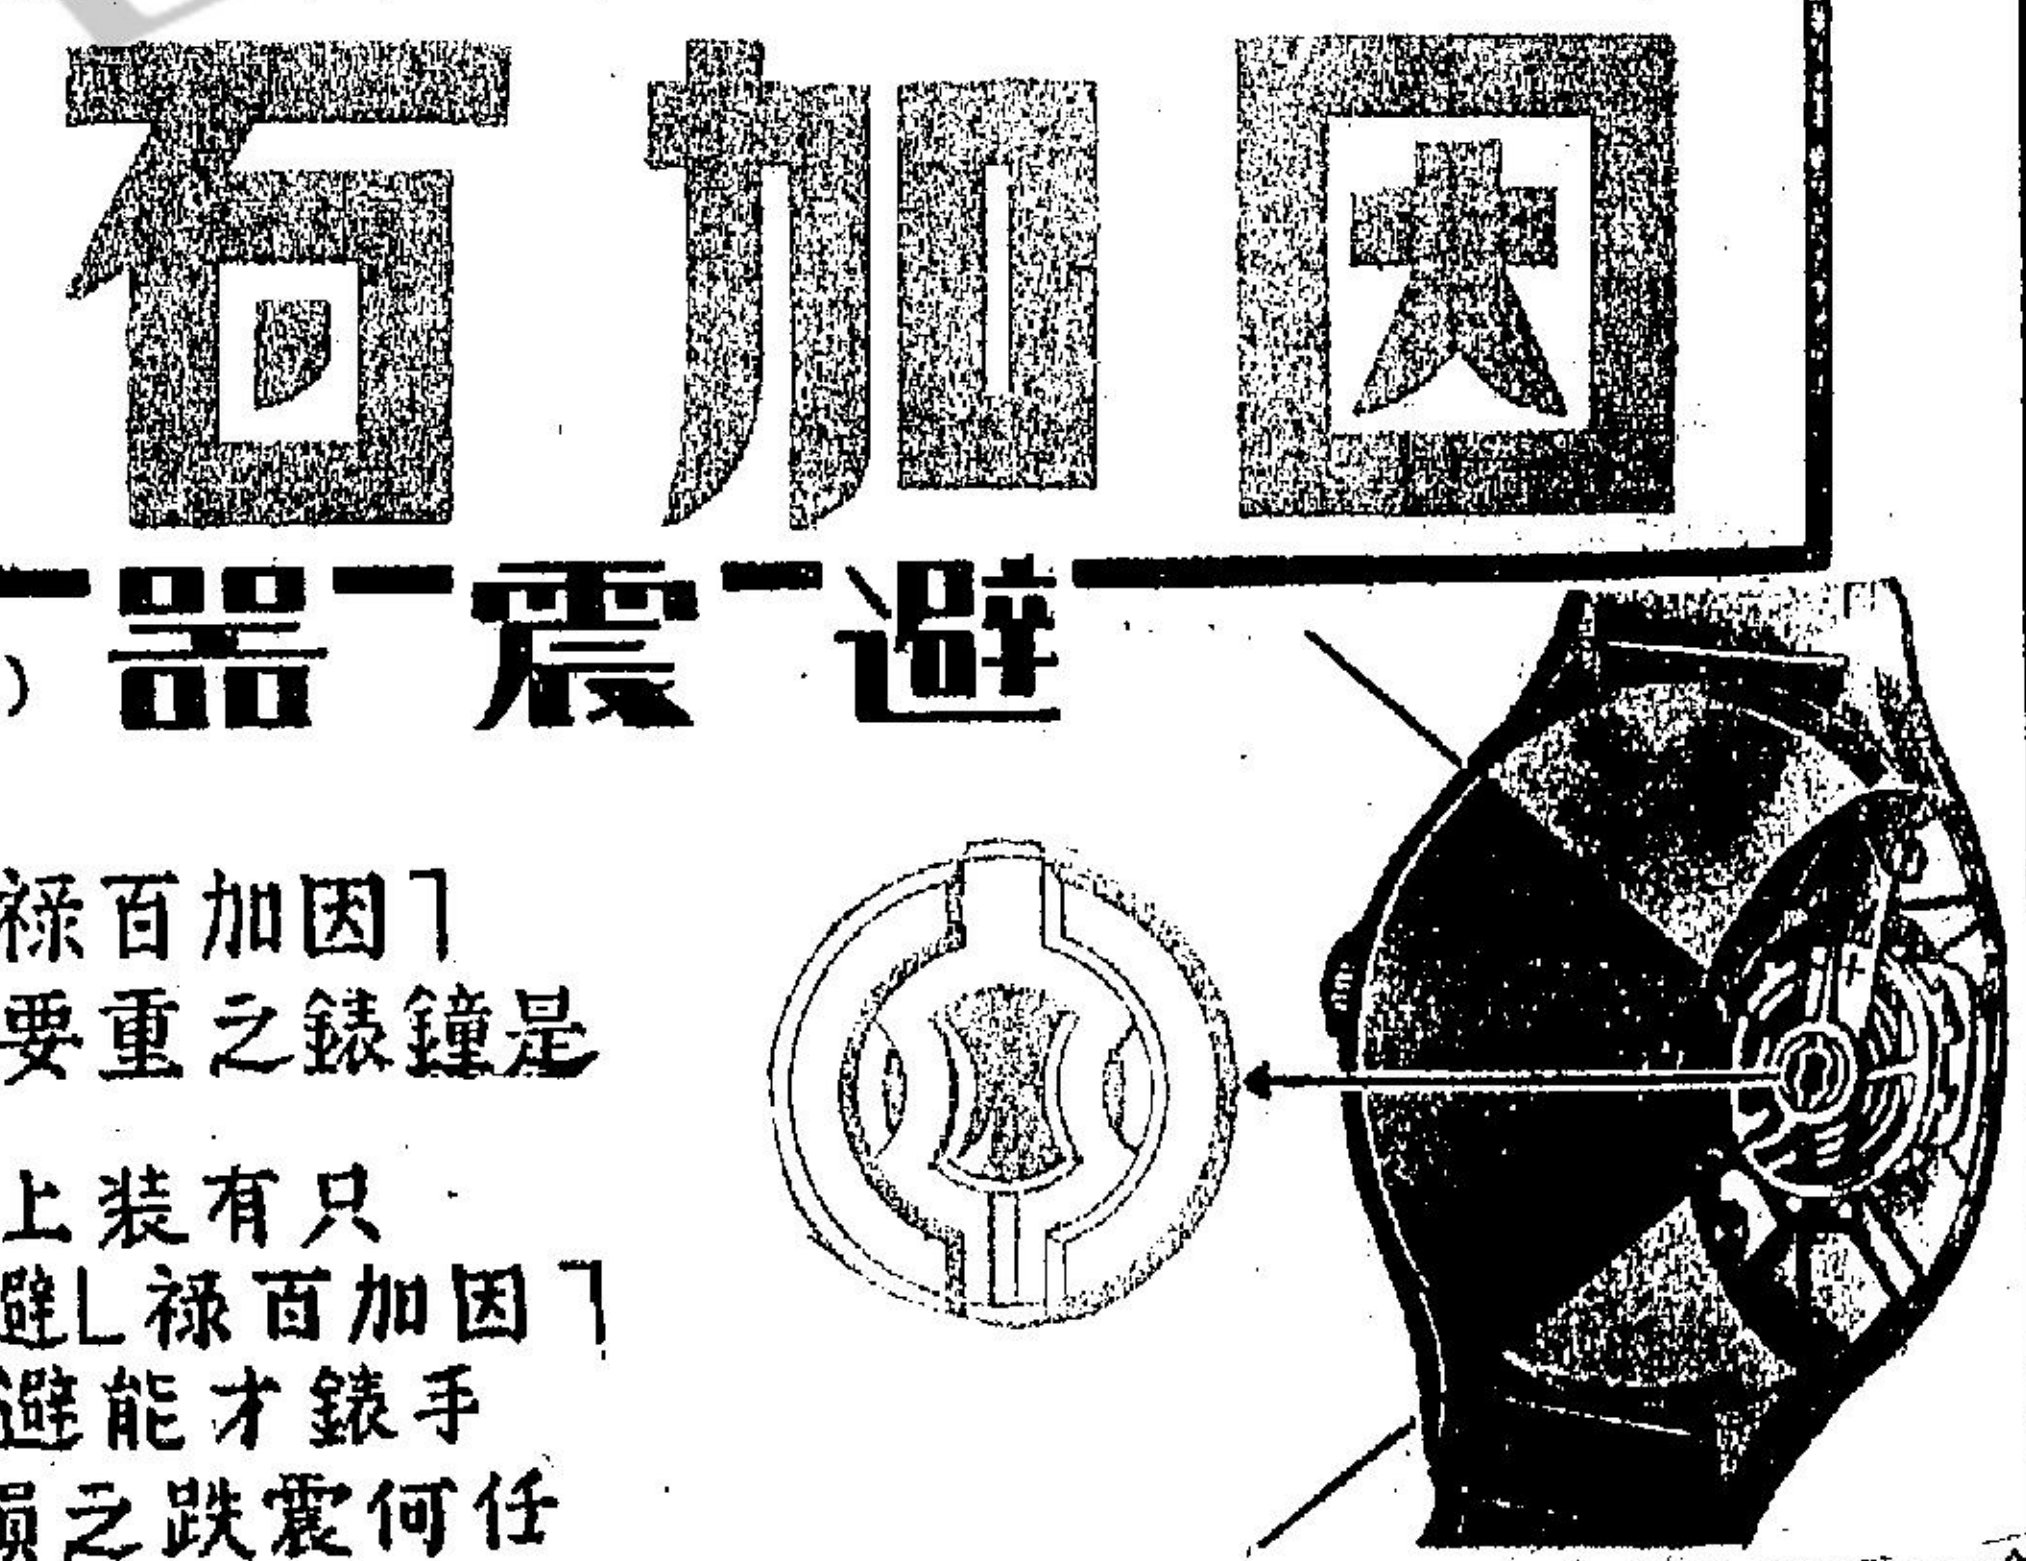 因加百
避震器
「因加百祿
是鐘錶之重要
只有装上
「因加百祿」避
手錶才能避
任何震跌之損